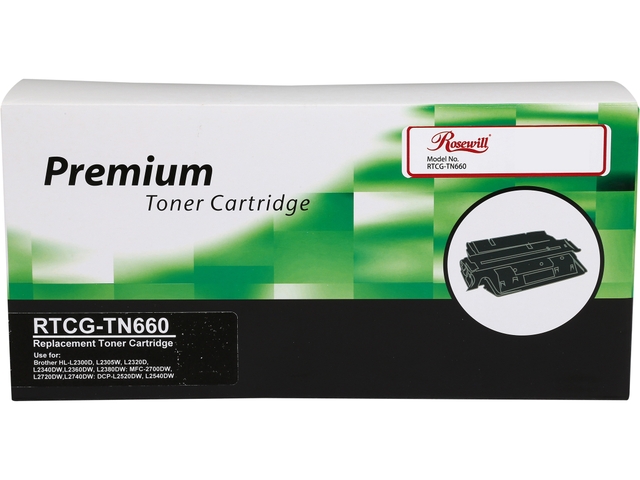 Premium
Toner Cartridge
Rosewill
Model No.
RTCG-TN660
RTCG-TN660
Replacement Toner Cartridge
Use for:
Brother HL-L2300D, L2305W, L2320D,
L2340DW,L2360DW, L2380DW: MFC-2700DW,
L2720DW,L2740DW: DCP-L2520DW, L2540DW